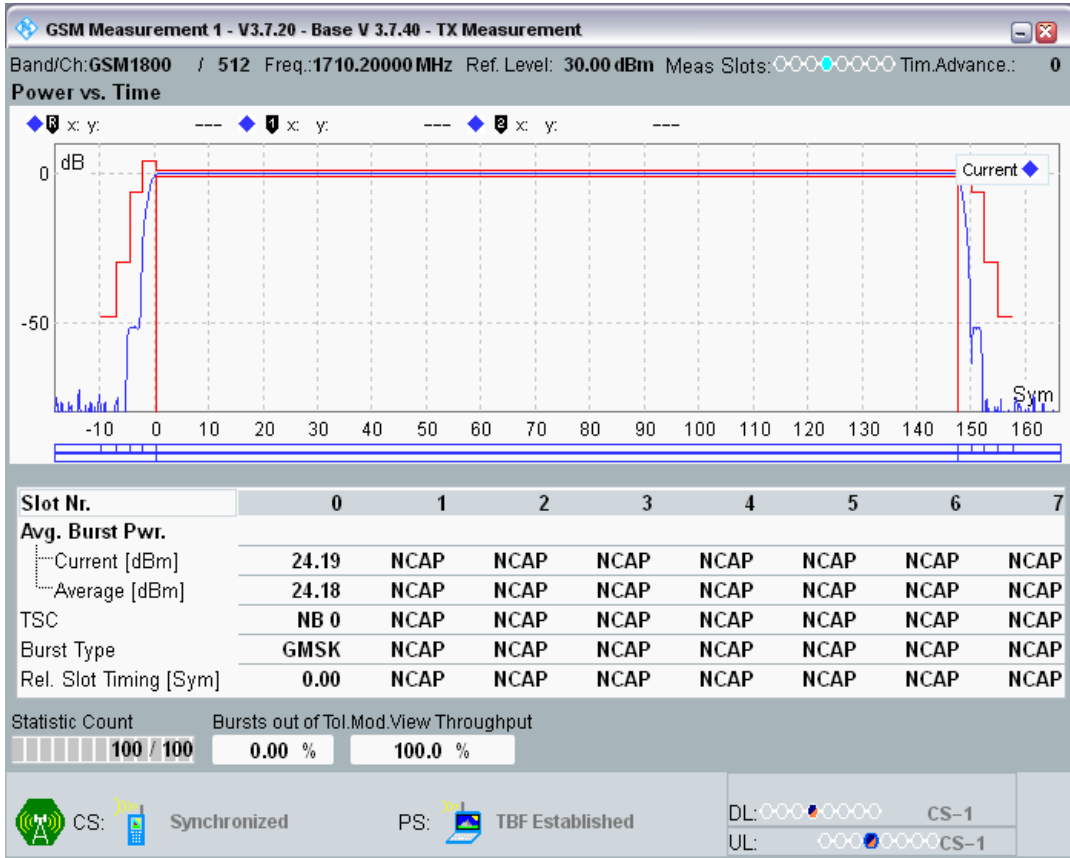 GSM Measurement 1 - V3.7.20 - Base V 3.7.40 - TX Measurement
Band/Ch:GSM1800 / 512 Freq.:1710.20000 MHz Ref. Level: 30.00 dBm Meas Slots: Tim.Advance.: 0
Power vs. Time
R x: y: --- 1 x: y: --- 2 x: y: ---
dB
Current
0
-50
Sym
-10 0 10 20 30 40 50 60 70 80 90 100 110 120 130 140 150 160
Slot Nr. 0 1 2 3 4 5 6 7
Avg. Burst Pwr.
Current [dBm] 24.19 NCAP NCAP NCAP NCAP NCAP NCAP NCAP
Average [dBm] 24.18 NCAP NCAP NCAP NCAP NCAP NCAP NCAP
TSC NB 0 NCAP NCAP NCAP NCAP NCAP NCAP NCAP
Burst Type GMSK NCAP NCAP NCAP NCAP NCAP NCAP NCAP
Rel. Slot Timing [Sym] 0.00 NCAP NCAP NCAP NCAP NCAP NCAP NCAP
Statistic Count Bursts out of Tol.Mod.View Throughput
100 / 100 0.00 % 100.0 %
CS: Synchronized PS: TBF Established DL: CS-1
UL: CS-1